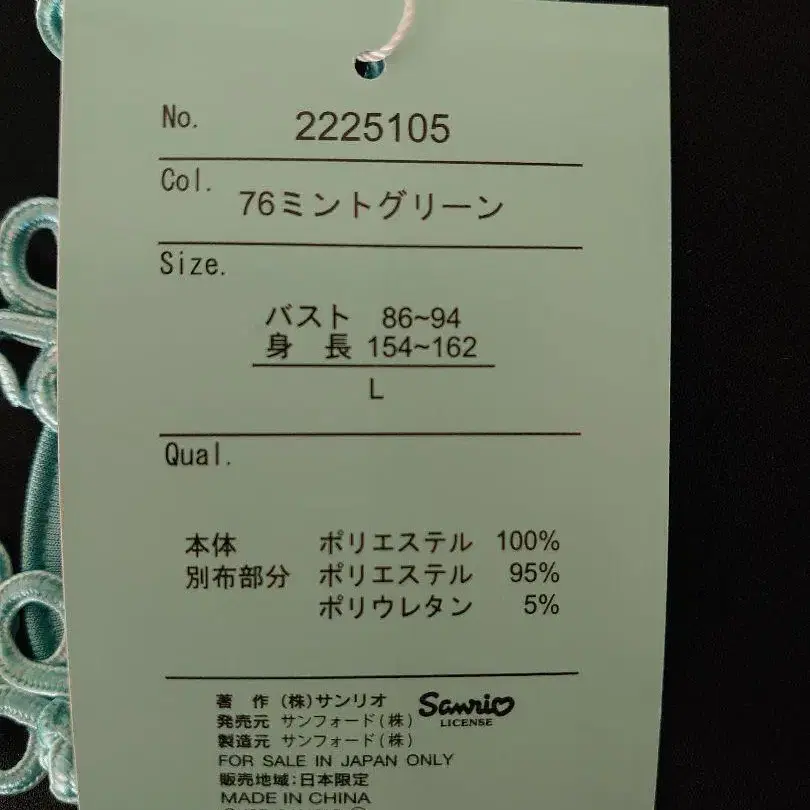 No. 2225105
Col. 76ミントグリーン
Size.
バスト 86~94
身 長 154~162
L
Qual.
本体 ポリエステル 100%
別布部分 ポリエステル 95%
ポリウレタン 5%
著 作 (株)サンリオ
Sanrio
LICENSE
発売元 サンフォード(株)
製造元 サンフォード(株)
FOR SALE IN JAPAN ONLY
販売地域:日本限定
MADE IN CHINA